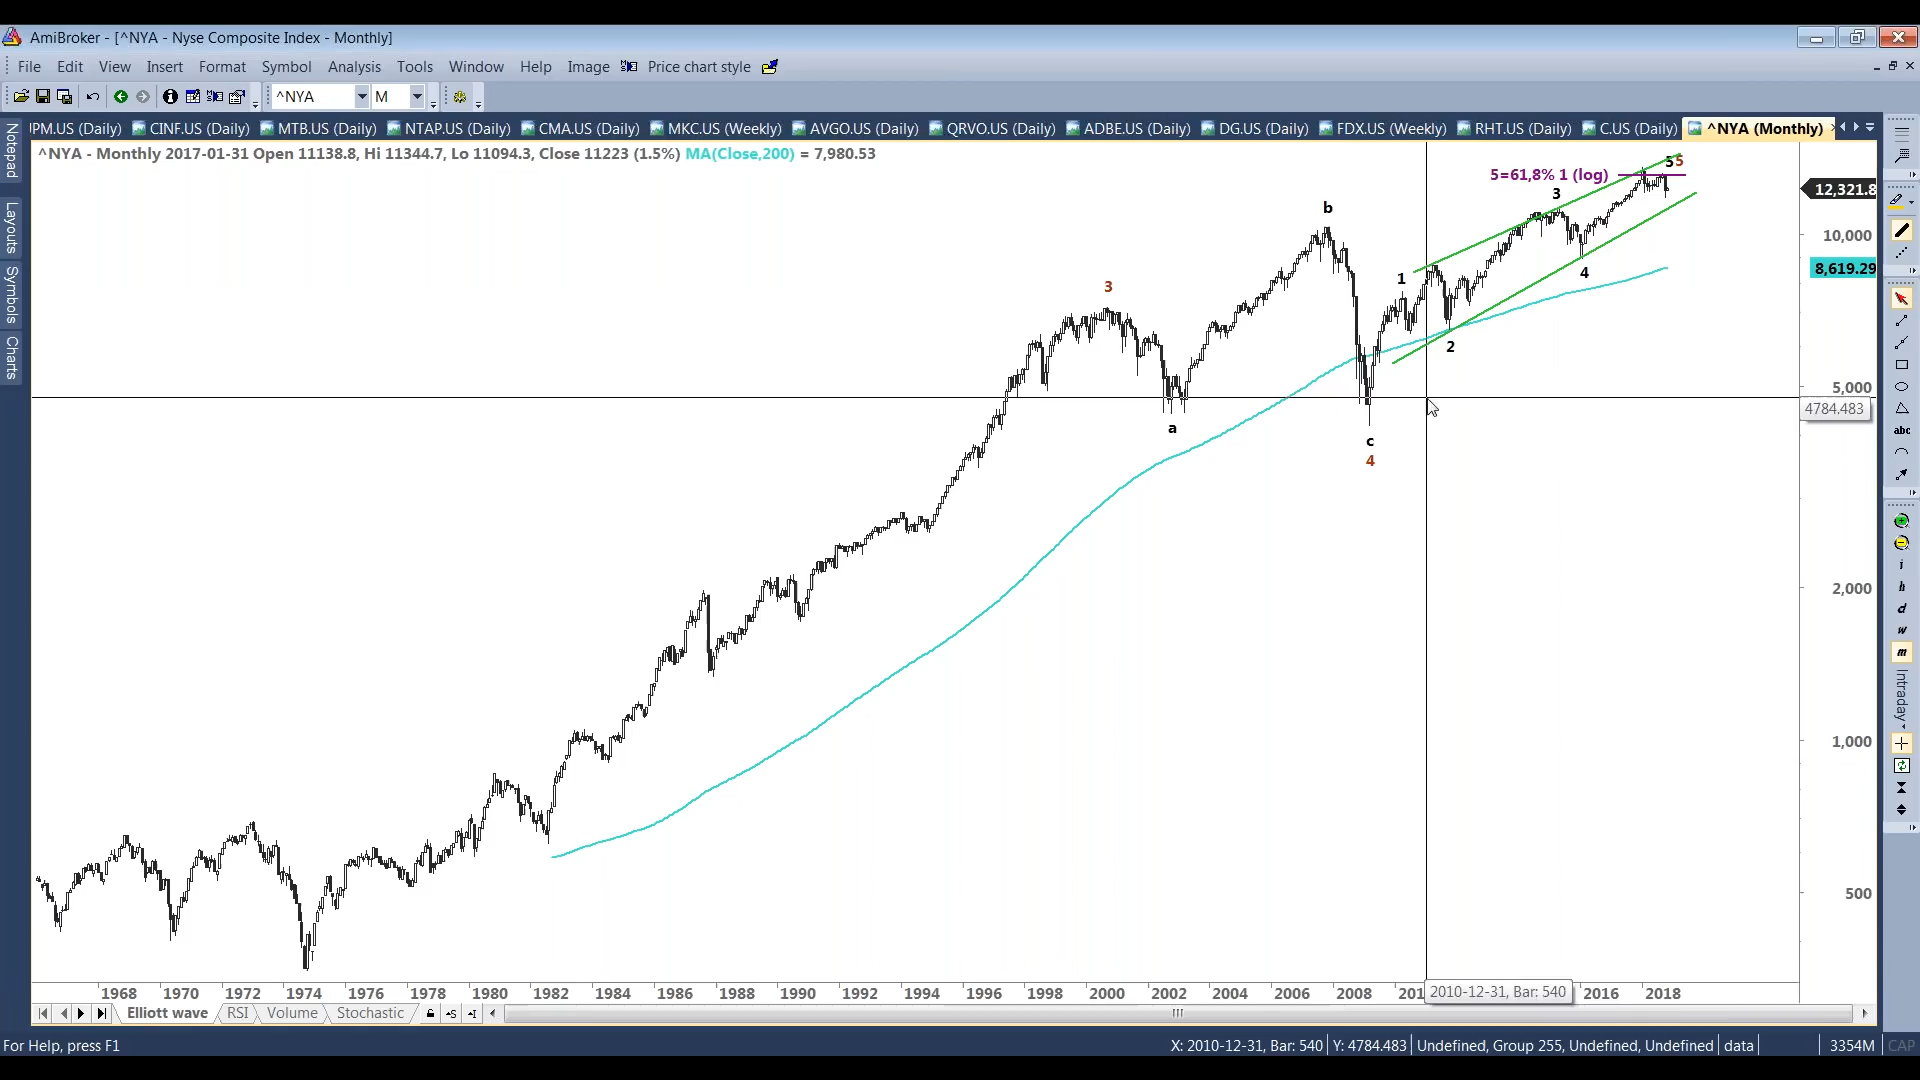 AmiBroker - [^NYA - Nyse Composite Index - Monthly]
File Edit View Insert Format Symbol Analysis Tools Window Help Image Price chart style
^NYA M
JPM.US (Daily) CINF.US (Daily) MTB.US (Daily) NTAP.US (Daily) CMA.US (Daily) MKC.US (Weekly) AVGO.US (Daily) QRVO.US (Daily) ADBE.US (Daily) DG.US (Daily) FDX.US (Weekly) RHT.US (Daily) C.US (Daily) ^NYA (Monthly)
Notepad
Layouts
Symbols
Charts
^NYA - Monthly 2017-01-31 Open 11138.8, Hi 11344.7, Lo 11094.3, Close 11223 (1.5%) MA(Close,200) = 7,980.53
55
5=61,8% 1 (log)
3
b
1
4
3
2
a
c
4
12,321.8
10,000
8,619.29
5,000
4784.483
2,000
1,000
500
abc
i
h
d
w
m
Intraday
1968 1970 1972 1974 1976 1978 1980 1982 1984 1986 1988 1990 1992 1994 1996 1998 2000 2002 2004 2006 2008 201 2010-12-31, Bar: 540 2016 2018
Elliott wave RSI Volume Stochastic
For Help, press F1
X: 2010-12-31, Bar: 540 Y: 4784.483 Undefined, Group 255, Undefined, Undefined data 3354M CAP